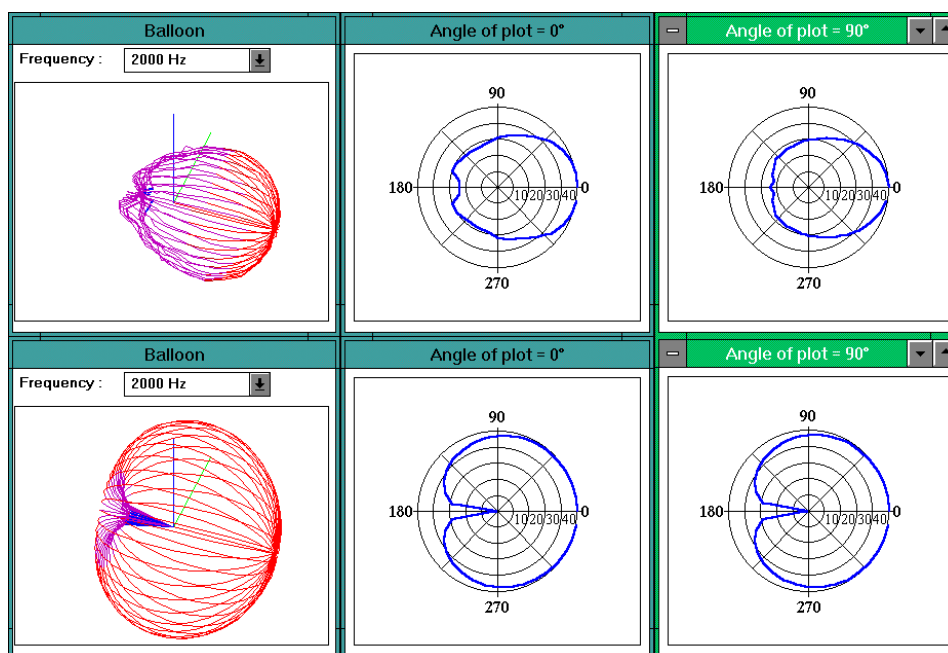 Balloon
Frequency : 2000 Hz
Angle of plot = 0°
90
180 10 20 30 40 0
270
Angle of plot = 90°
90
180 10 20 30 40 0
270
Balloon
Frequency : 2000 Hz
Angle of plot = 0°
90
180 10 20 30 40 0
270
Angle of plot = 90°
90
180 10 20 30 40 0
270